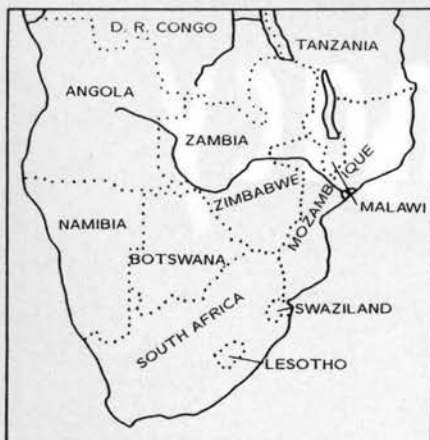 D. R. CONGO
TANZANIA
ANGOLA
ZAMBIA
ZIMBABWE
MOZAMBIQUE
MALAWI
NAMIBIA
BOTSWANA
SOUTH AFRICA
SWAZILAND
LESOTHO